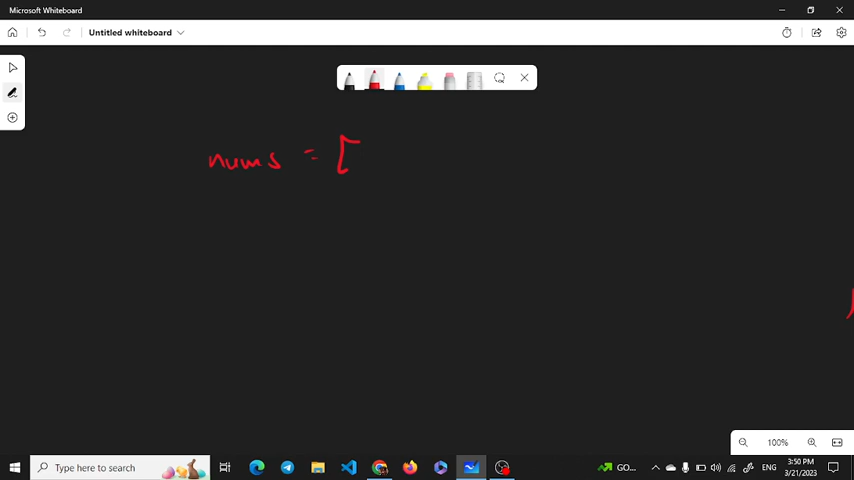 Microsoft Whiteboard
Untitled whiteboard
nums = [
100%
Type here to search
GO...
ENG
3:50 PM
3/21/2023